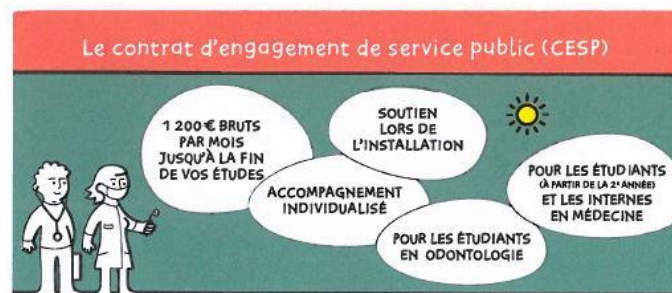 Le contrat d'engagement de service public (CESP)
1 200 € BRUTS
PAR MOIS
JUSQU'À LA FIN
DE VOS ÉTUDES
SOUTIEN
LORS DE
L'INSTALLATION
ACCOMPAGNEMENT
INDIVIDUALISÉ
POUR LES ÉTUDIANTS
(À PARTIR DE LA 2e ANNÉE)
ET LES INTERNES
EN MÉDECINE
POUR LES ÉTUDIANTS
EN ODONTOLOGIE